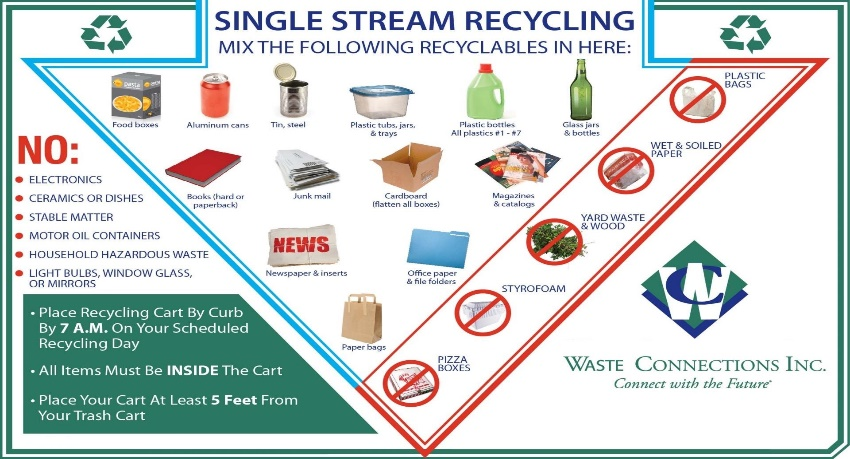 SINGLE STREAM RECYCLING
MIX THE FOLLOWING RECYCLABLES IN HERE:
pasta
Food boxes
Aluminum cans
Tin, steel
Plastic tubs, jars,
& trays
Plastic bottles
All plastics #1 - #7
Glass jars
& bottles
Books (hard or
paperback)
Junk mail
Cardboard
(flatten all boxes)
Magazines
& catalogs
NEWS
Newspaper & inserts
Office paper
& file folders
Paper bags
PLASTIC
BAGS
WET & SOILED
PAPER
YARD WASTE
& WOOD
STYROFOAM
PIZZA
BOXES
NO:
• ELECTRONICS
• CERAMICS OR DISHES
• STABLE MATTER
• MOTOR OIL CONTAINERS
• HOUSEHOLD HAZARDOUS WASTE
• LIGHT BULBS, WINDOW GLASS,
OR MIRRORS
• Place Recycling Cart By Curb
By 7 A.M. On Your Scheduled
Recycling Day
• All Items Must Be INSIDE The Cart
• Place Your Cart At Least 5 Feet From
Your Trash Cart
WC
WASTE CONNECTIONS INC.
Connect with the Future®